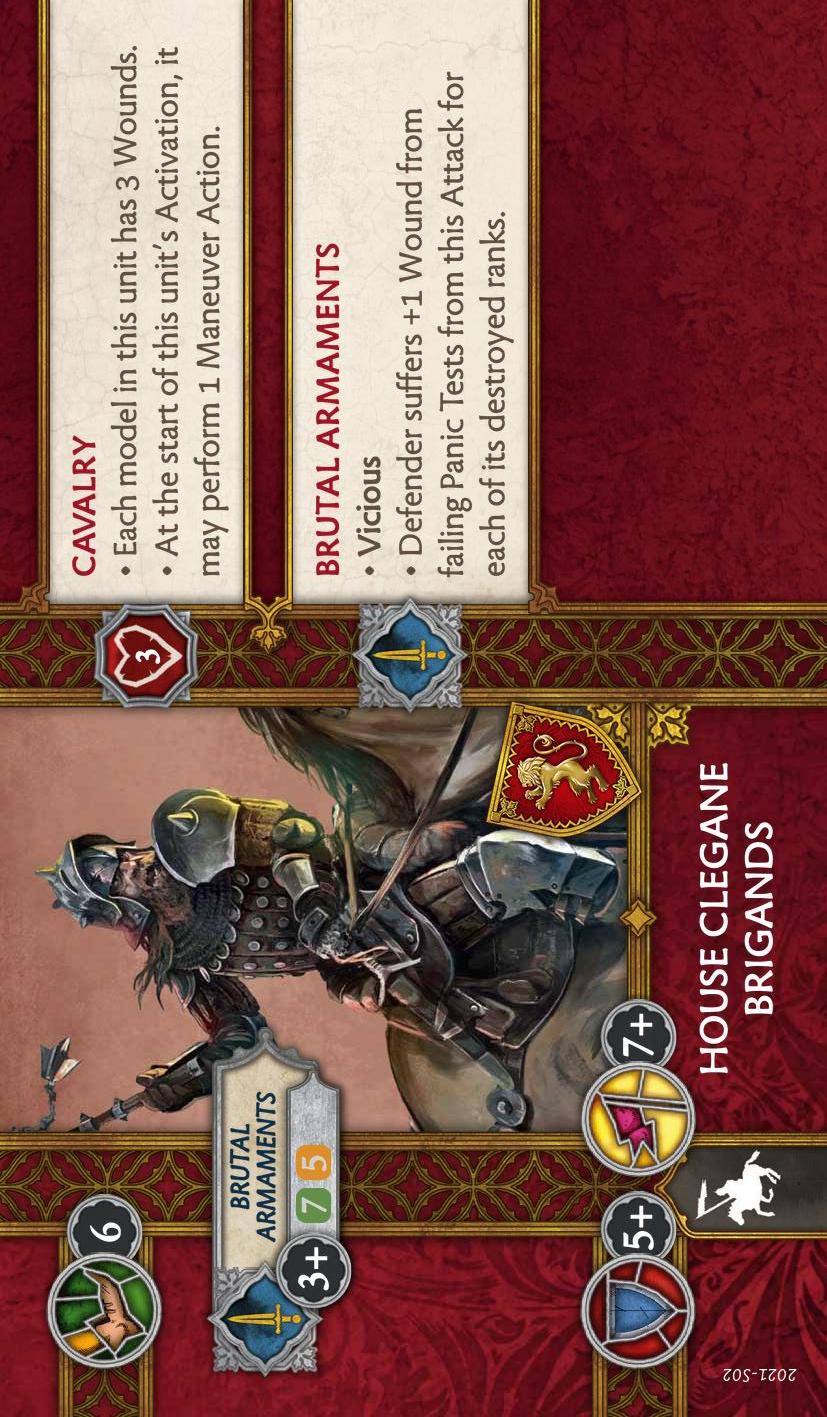 6
BRUTAL
ARMAMENTS
3+
7 5
5+
7+
HOUSE CLEGANE
BRIGANDS
2021-S02
3
CAVALRY
• Each model in this unit has 3 Wounds.
• At the start of this unit's Activation, it
may perform 1 Maneuver Action.
BRUTAL ARMAMENTS
• Vicious
• Defender suffers +1 Wound from
failing Panic Tests from this Attack for
each of its destroyed ranks.